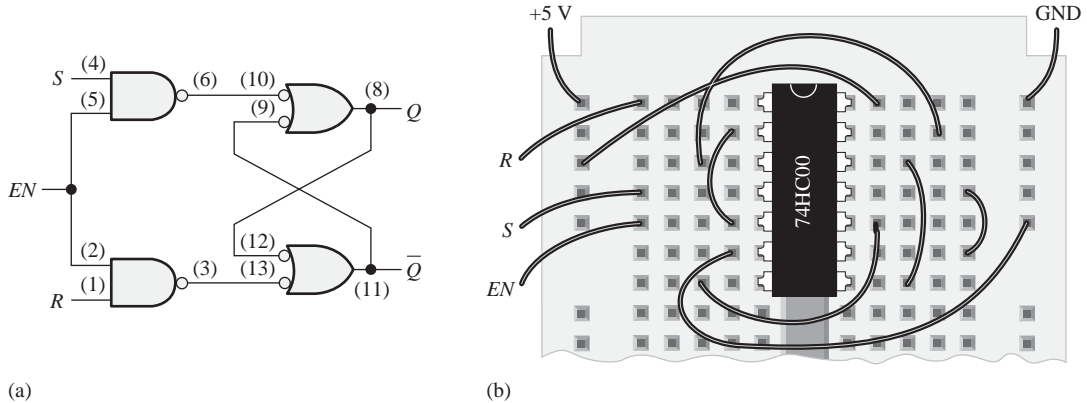 S (4) (6) (10) (8) Q
(5) (9)
EN
(2) (12) Q̅
(1) (3) (13) (11)
R
(a)
+5 V GND
R
S
EN
74HC00
(b)